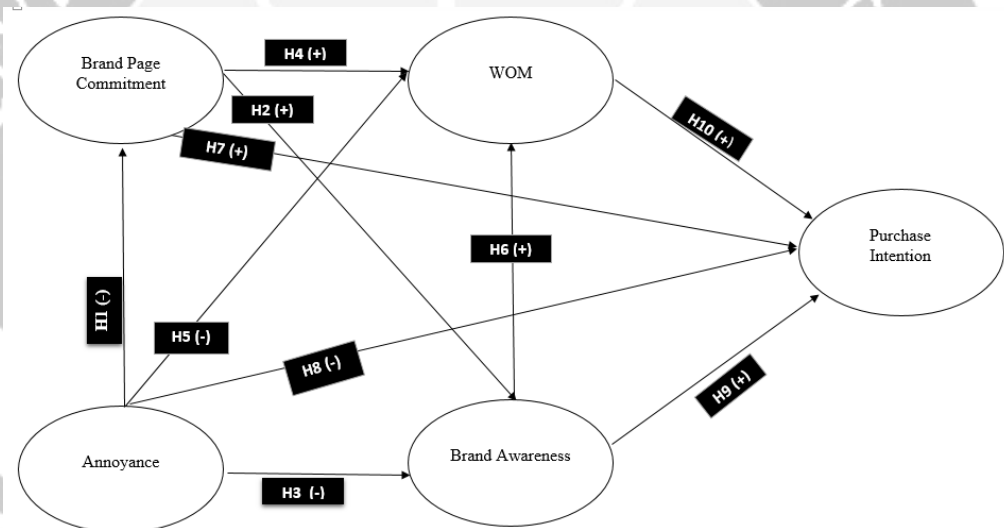 Brand Page
Commitment
H4 (+)
WOM
H2 (+)
H10 (+)
H7 (+)
Purchase
Intention
H6 (+)
H1 (-)
H5 (-)
H8 (-)
H9 (+)
Annoyance
Brand Awareness
H3 (-)